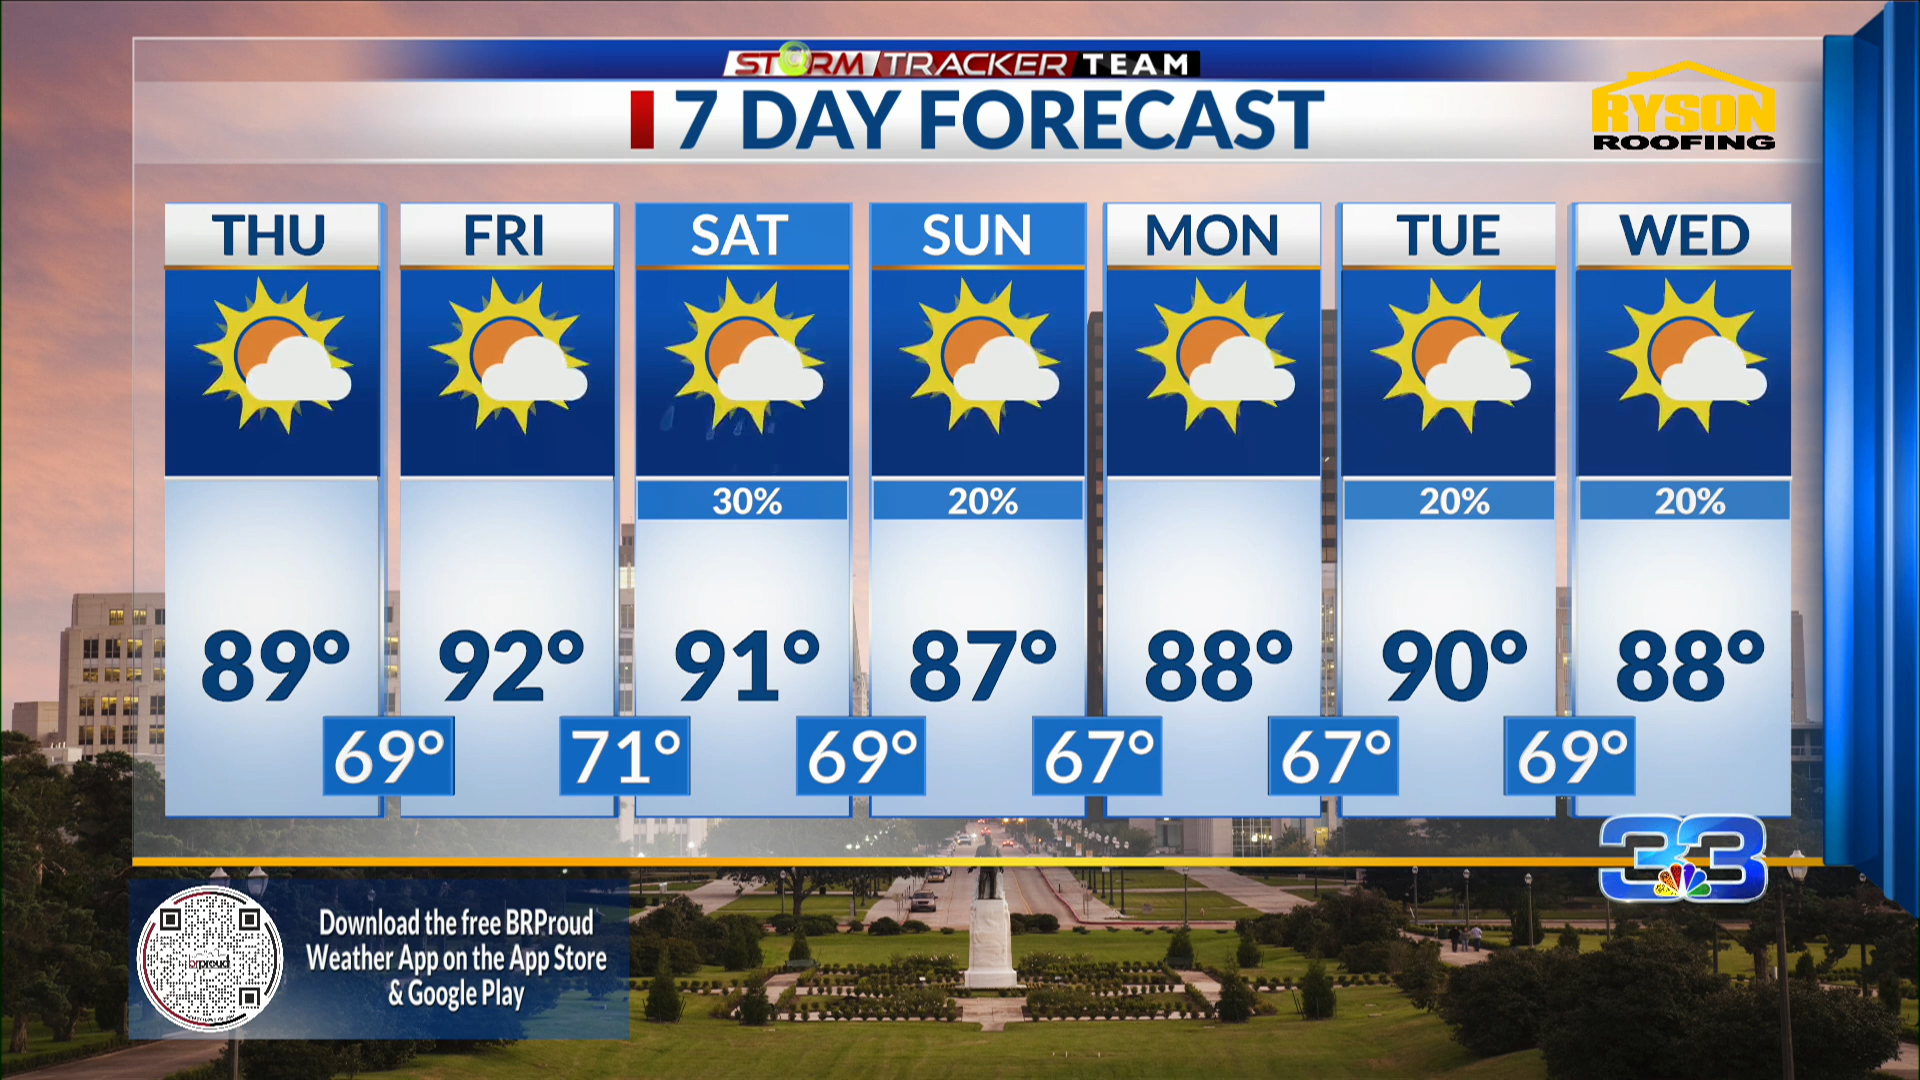 STORM TRACKER TEAM
7 DAY FORECAST
RYSON
ROOFING
THU FRI SAT SUN MON TUE WED
30% 20% 20% 20%
89° 92° 91° 87° 88° 90° 88°
69° 71° 69° 67° 67° 69°
33
Download the free BRProud
Weather App on the App Store
& Google Play
brproud